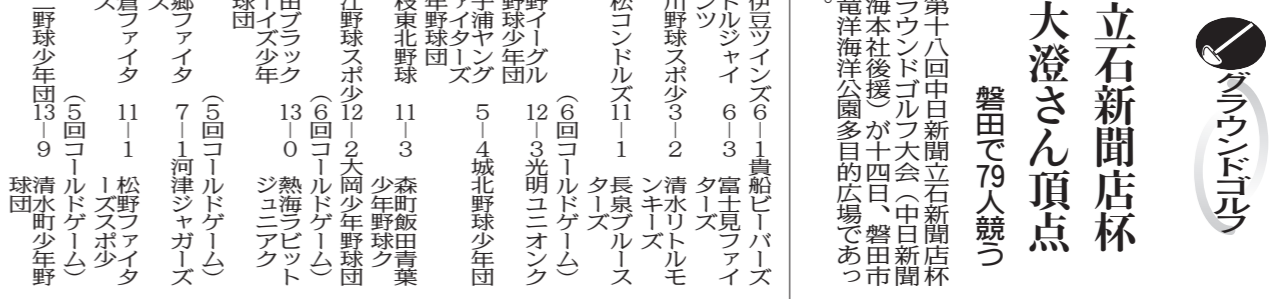 グラウンドゴルフ
立石新聞店杯
大澄さん頂点
磐田で79人競う
第十八回中日新聞立石新聞店杯
ラウンドゴルフ大会(中日新聞
海本社後援)が十四日、磐田市
竜洋海洋公園多目的広場であっ
。
伊豆ツインズ6―1貴船ビーバーズ
トルジャイ 6―3 富士見ファイ
ンツ ターズ
川野球スポ少3―2 清水リトルモ
ンキーズ
松コンドルズ11―1 長泉ブルース
ターズ
(6回コールドゲーム)
野イーグル 12―3光明ユニオンク
野球少年団
子浦ヤング 5―4城北野球少年団
ァイターズ
年野球団
枝東北野球 11―3 森町飯田青葉
少年野球ク
江野球スポ少12―2大岡少年野球団
(6回コールドゲーム)
田ブラック 13―0 熱海ラビット
ーイズ少年 ジュニアク
球団
(5回コールドゲーム)
郷ファイタ 7―1河津ジャガーズ
ズ
倉ファイタ 11―1 松野ファイタ
ス ーズスポ少
(5回コールドゲーム)
野球少年団13―9 清水町少年野
球団